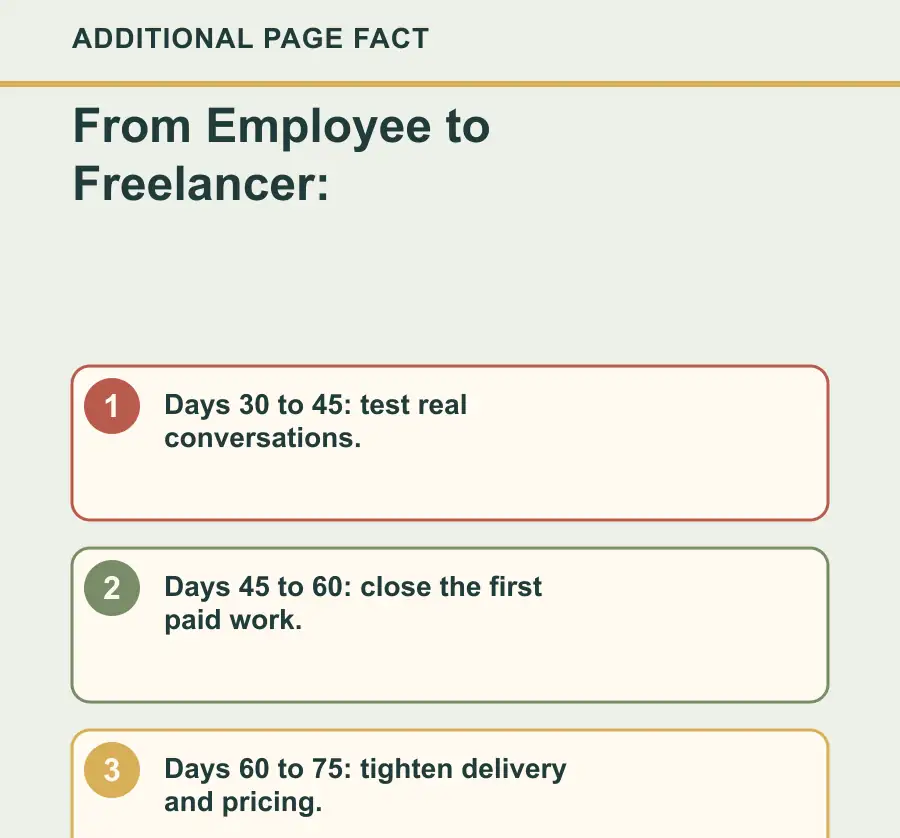 ADDITIONAL PAGE FACT
From Employee to
Freelancer:
1
Days 30 to 45: test real
conversations.
2
Days 45 to 60: close the first
paid work.
3
Days 60 to 75: tighten delivery
and pricing.